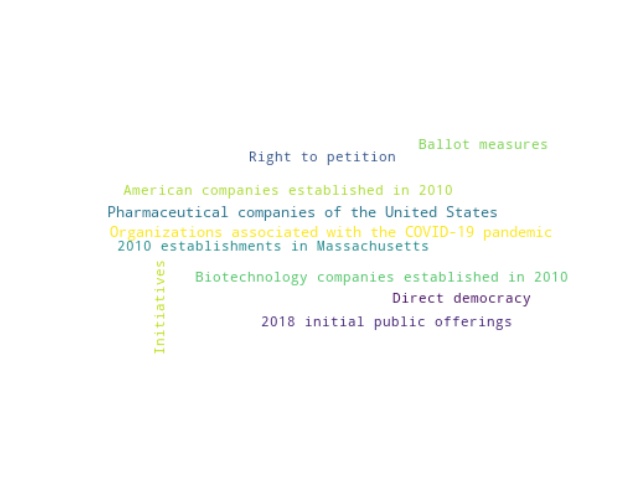 Ballot measures
Right to petition
American companies established in 2010
Pharmaceutical companies of the United States
Organizations associated with the COVID-19 pandemic
2010 establishments in Massachusetts
Initiatives
Biotechnology companies established in 2010
Direct democracy
2018 initial public offerings